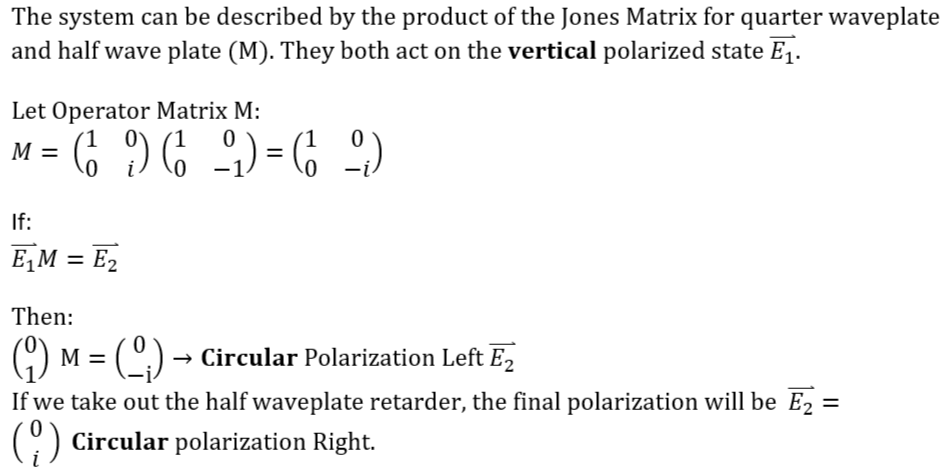 The system can be described by the product of the Jones Matrix for quarter waveplate
and half wave plate (M). They both act on the vertical polarized state $\overrightarrow{E_1}$.
Let Operator Matrix M:
$M = \begin{pmatrix} 1 & 0 \\ 0 & i \end{pmatrix} \begin{pmatrix} 1 & 0 \\ 0 & -1 \end{pmatrix} = \begin{pmatrix} 1 & 0 \\ 0 & -i \end{pmatrix}$
If:
$\overrightarrow{E_1} M = \overrightarrow{E_2}$
Then:
$\begin{pmatrix} 0 \\ 1 \end{pmatrix} M = \begin{pmatrix} 0 \\ -i \end{pmatrix}$ → Circular Polarization Left $\overrightarrow{E_2}$
If we take out the half waveplate retarder, the final polarization will be $\overrightarrow{E_2}$ =
$\begin{pmatrix} 0 \\ i \end{pmatrix}$ Circular polarization Right.